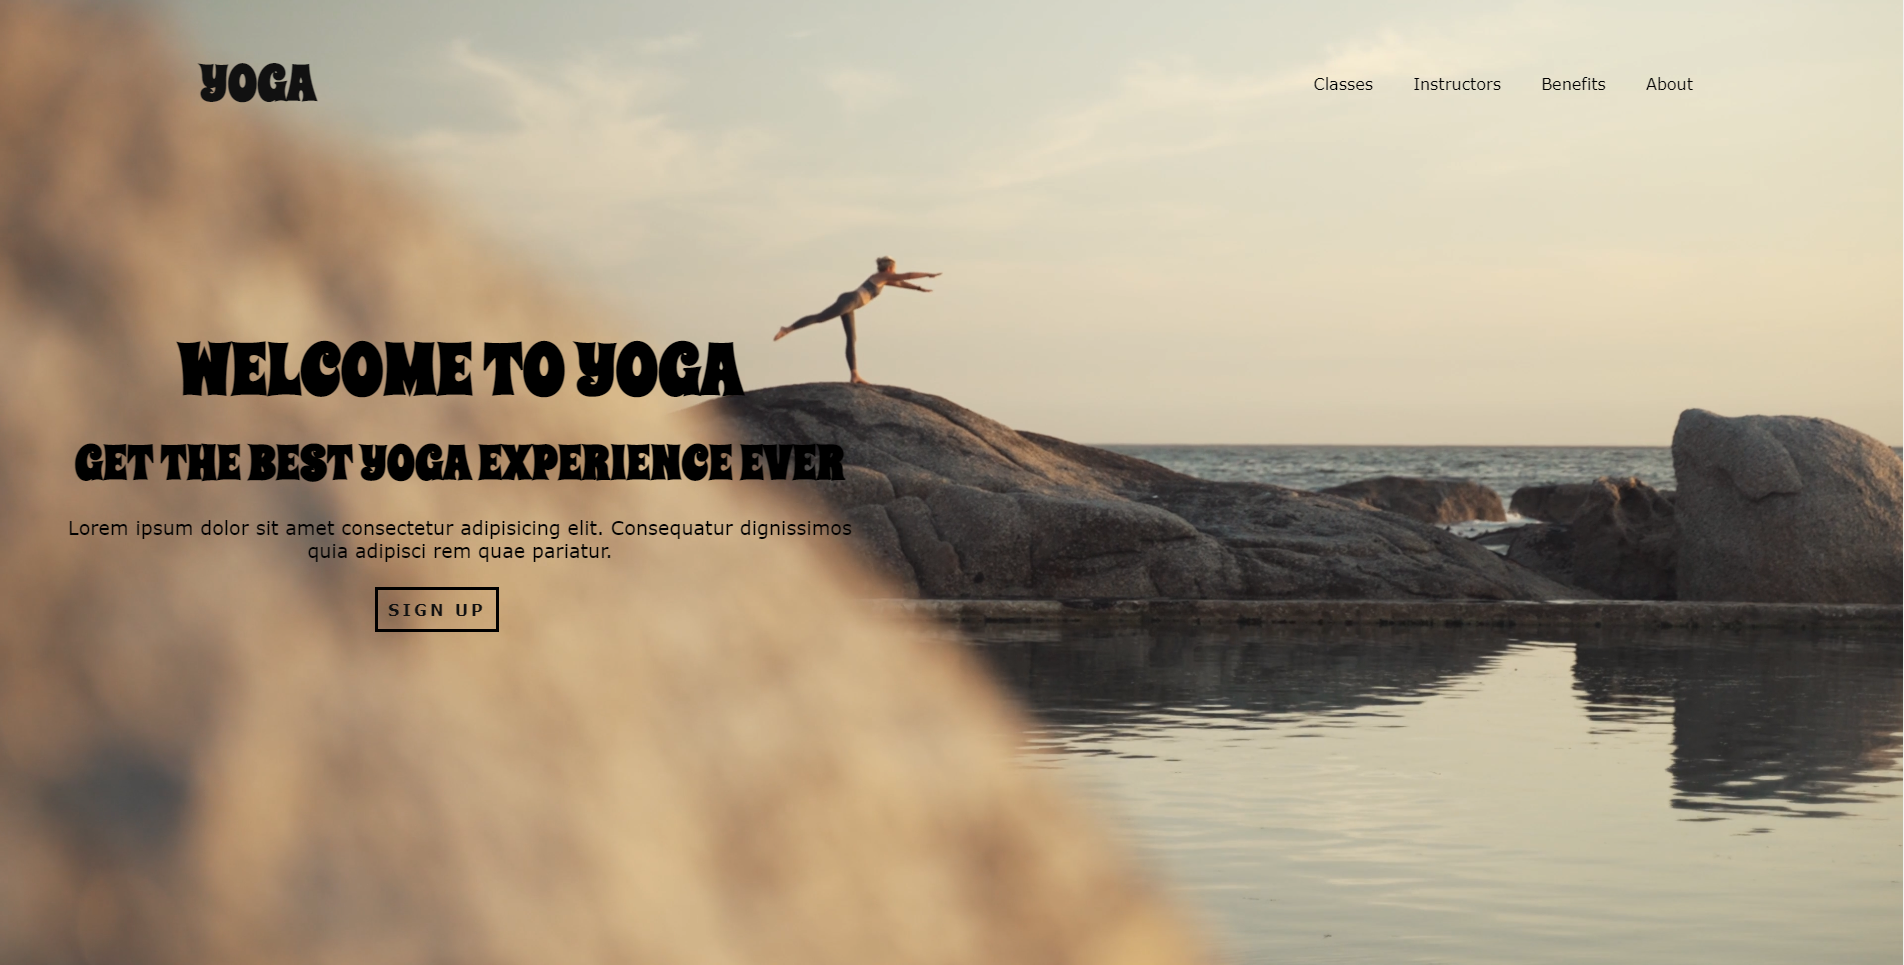 YOGA
Classes Instructors Benefits About
WELCOME TO YOGA
GET THE BEST YOGA EXPERIENCE EVER
Lorem ipsum dolor sit amet consectetur adipisicing elit. Consequatur dignissimos
quia adipisci rem quae pariatur.
SIGN UP